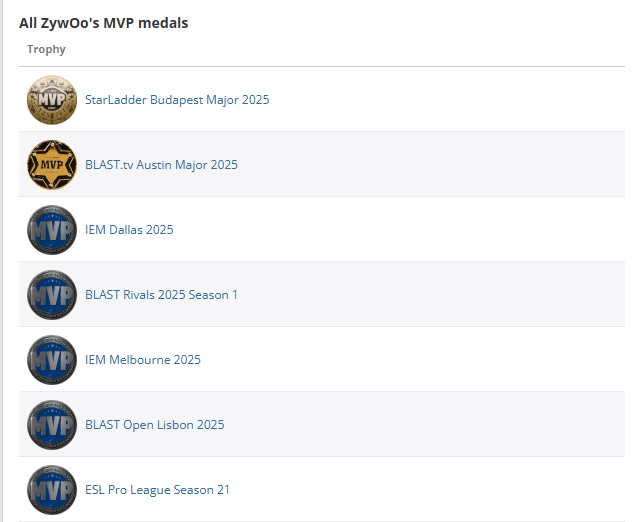 All ZywOo's MVP medals
Trophy
MVP StarLadder Budapest Major 2025
MVP BLAST.tv Austin Major 2025
MVP IEM Dallas 2025
MVP BLAST Rivals 2025 Season 1
MVP IEM Melbourne 2025
MVP BLAST Open Lisbon 2025
MVP ESL Pro League Season 21